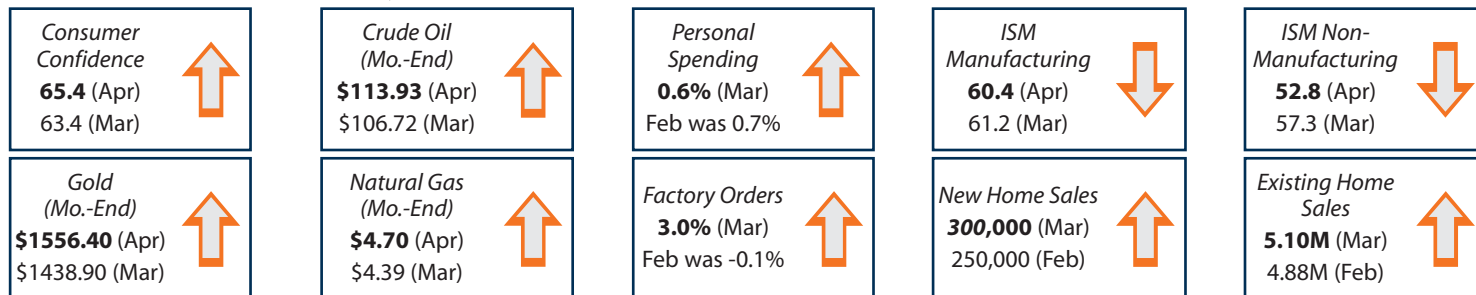 Consumer
Confidence
65.4 (Apr)
63.4 (Mar)
Crude Oil
(Mo.-End)
$113.93 (Apr)
$106.72 (Mar)
Personal
Spending
0.6% (Mar)
Feb was 0.7%
ISM
Manufacturing
60.4 (Apr)
61.2 (Mar)
ISM Non-
Manufacturing
52.8 (Apr)
57.3 (Mar)
Gold
(Mo.-End)
$1556.40 (Apr)
$1438.90 (Mar)
Natural Gas
(Mo.-End)
$4.70 (Apr)
$4.39 (Mar)
Factory Orders
3.0% (Mar)
Feb was -0.1%
New Home Sales
300,000 (Mar)
250,000 (Feb)
Existing Home
Sales
5.10M (Mar)
4.88M (Feb)